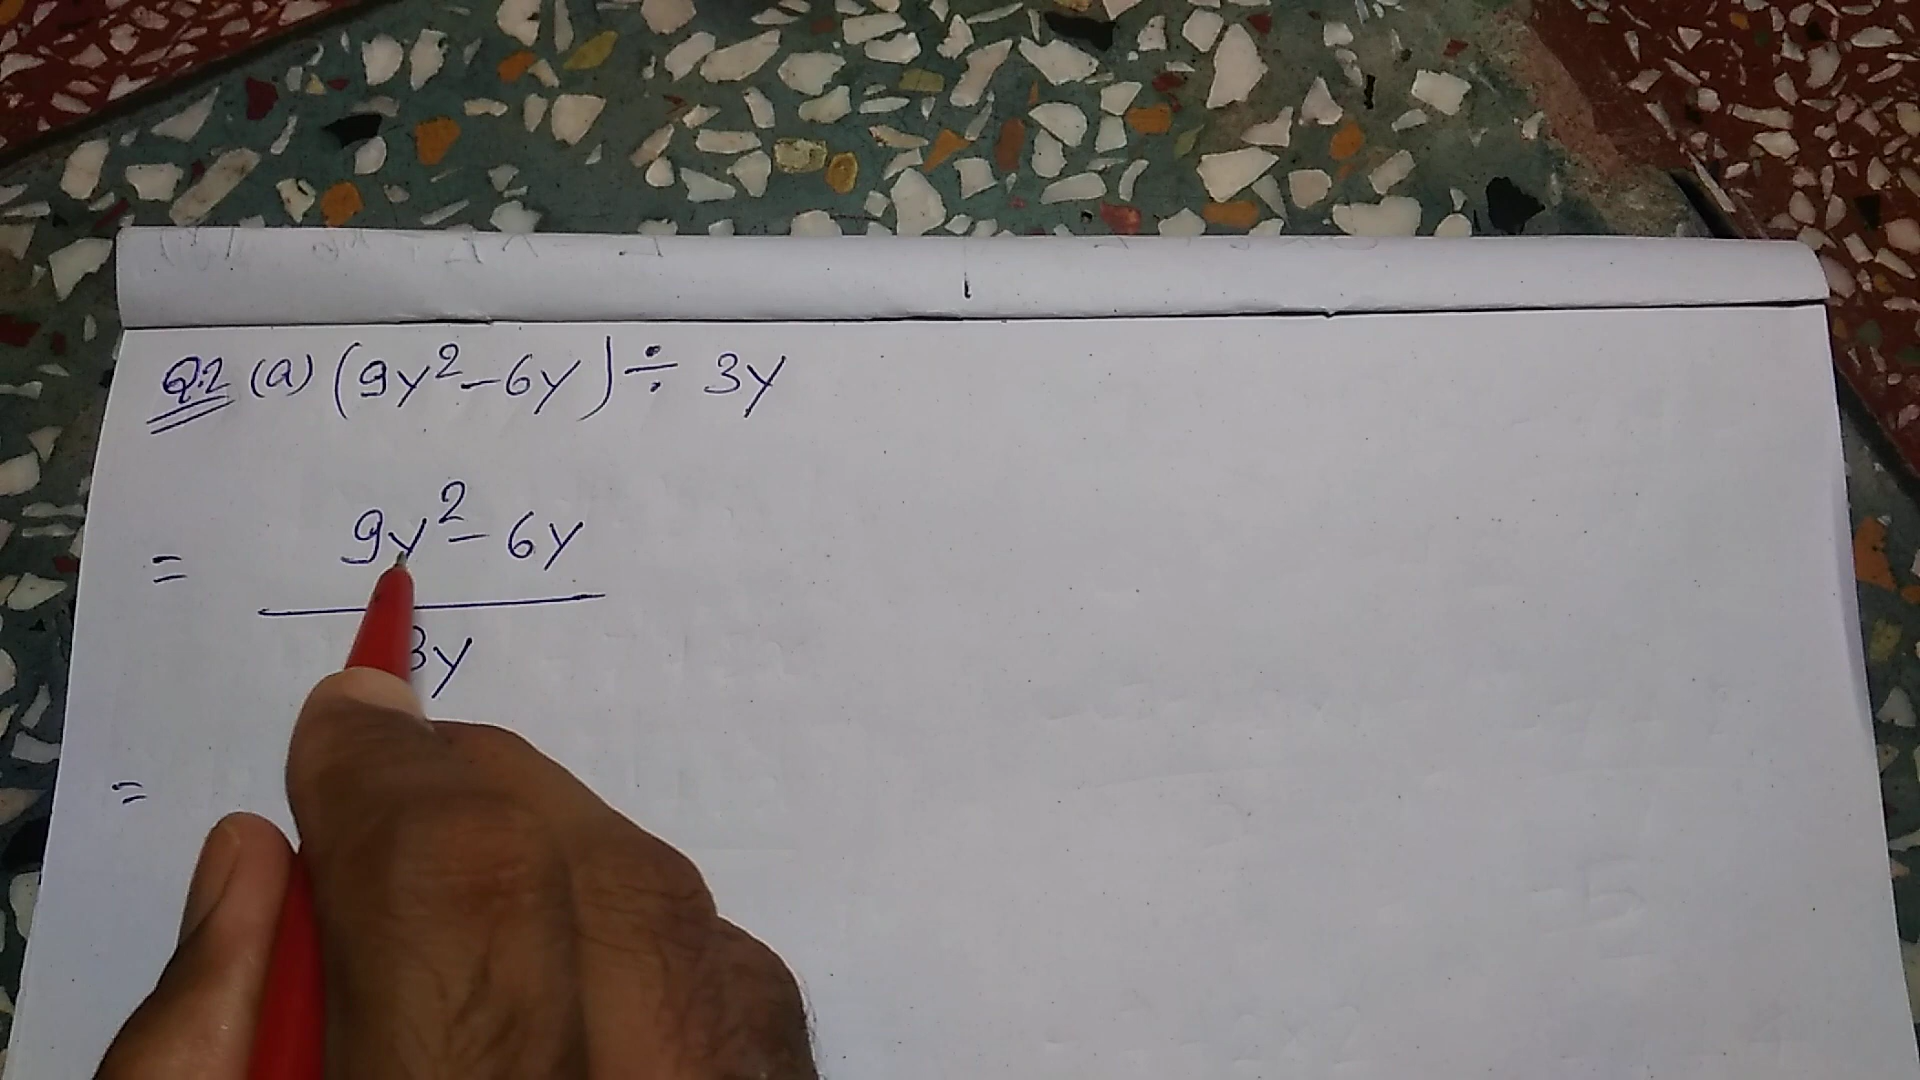 Q.2 (a) (9y²-6y) ÷ 3y
= 9y² - 6y
3y
=